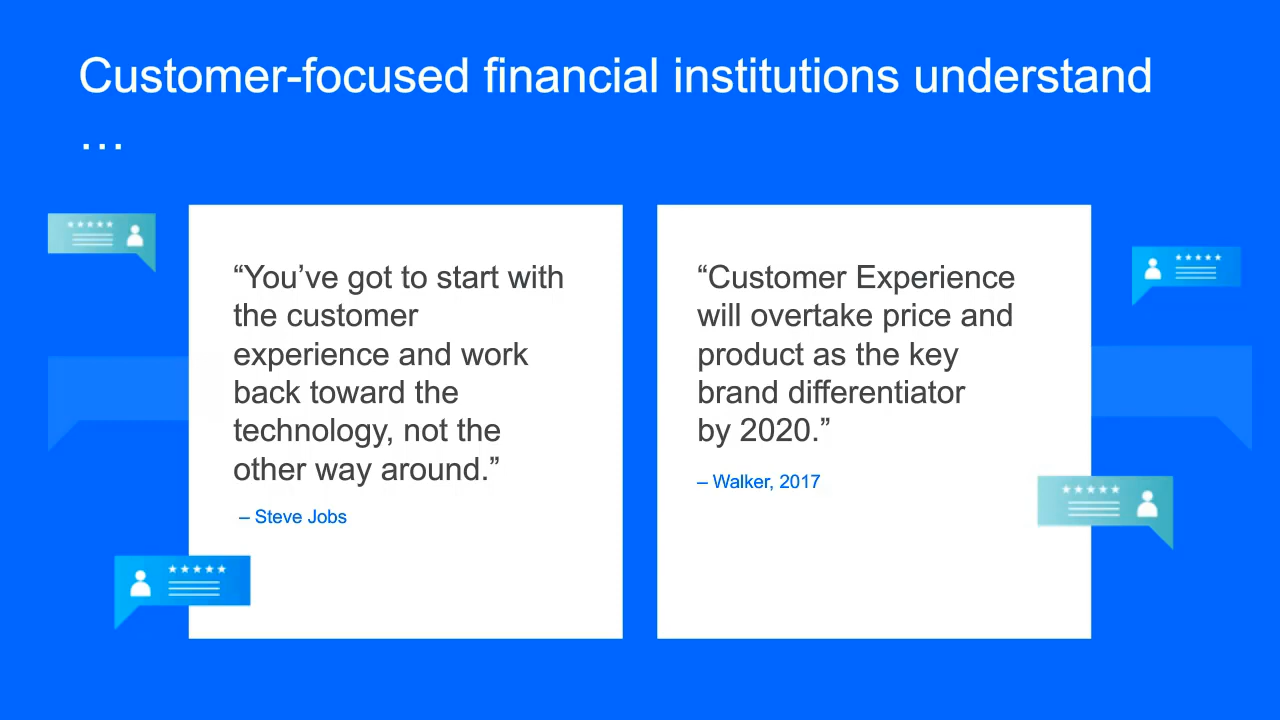 Customer-focused financial institutions understand
…
“You’ve got to start with
the customer
experience and work
back toward the
technology, not the
other way around.”
– Steve Jobs
“Customer Experience
will overtake price and
product as the key
brand differentiator
by 2020.”
– Walker, 2017